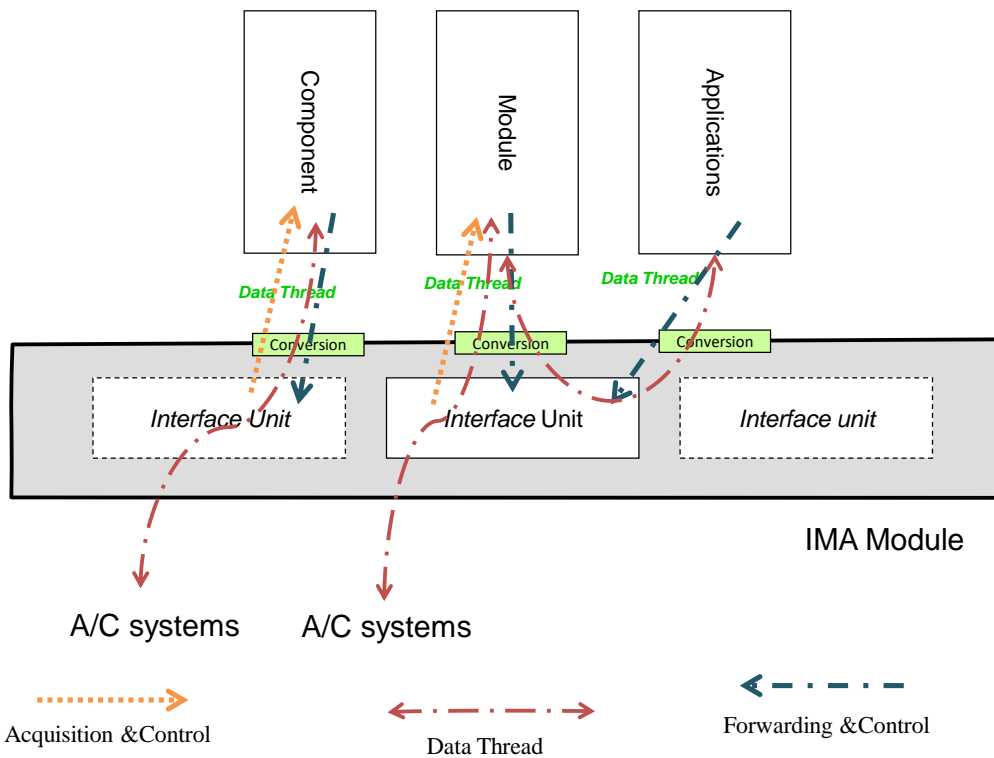 Component
Module
Applications
Data Thread
Data Thread
Data Thread
Conversion
Conversion
Conversion
Interface Unit
Interface Unit
Interface unit
IMA Module
A/C systems
A/C systems
Acquisition &Control
Data Thread
Forwarding &Control